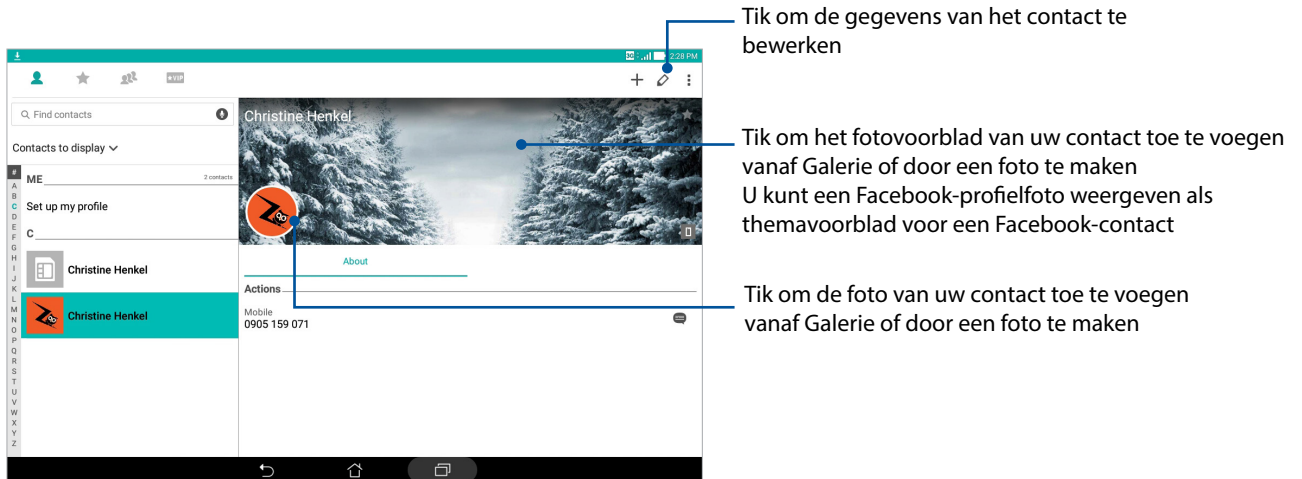 Tik om de gegevens van het contact te
bewerken
3G 2:28 PM
VIP
Find contacts
Contacts to display
Christine Henkel
Tik om het fotovoorblad van uw contact toe te voegen
vanaf Galerie of door een foto te maken
U kunt een Facebook-profielfoto weergeven als
themavoorblad voor een Facebook-contact
#
A
B
C
D
E
F
G
H
I
J
K
L
M
N
O
P
Q
R
S
T
U
V
W
X
Y
Z
ME 2 contacts
Set up my profile
C
Christine Henkel
Christine Henkel
Zoo
About
Actions
Mobile
0905 159 071
Tik om de foto van uw contact toe te voegen
vanaf Galerie of door een foto te maken